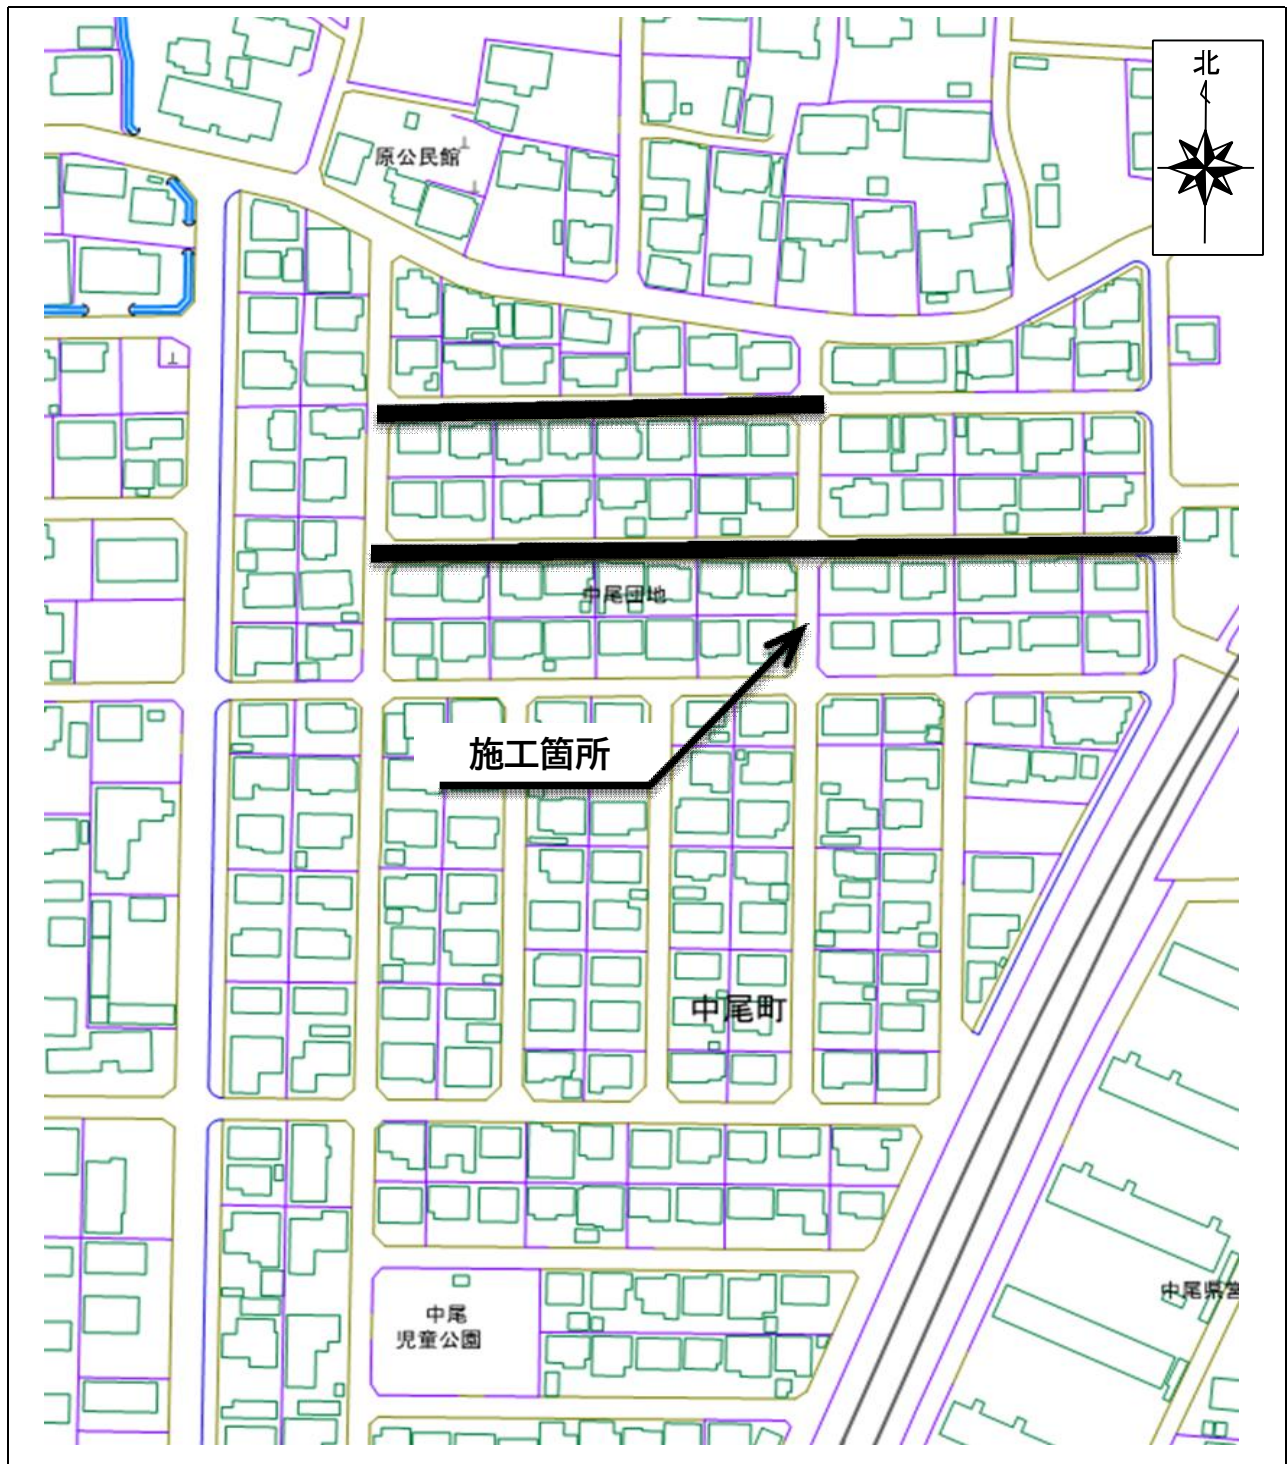 北
原公民館
中尾団地
施工箇所
中尾町
中尾県営
中尾
児童公園